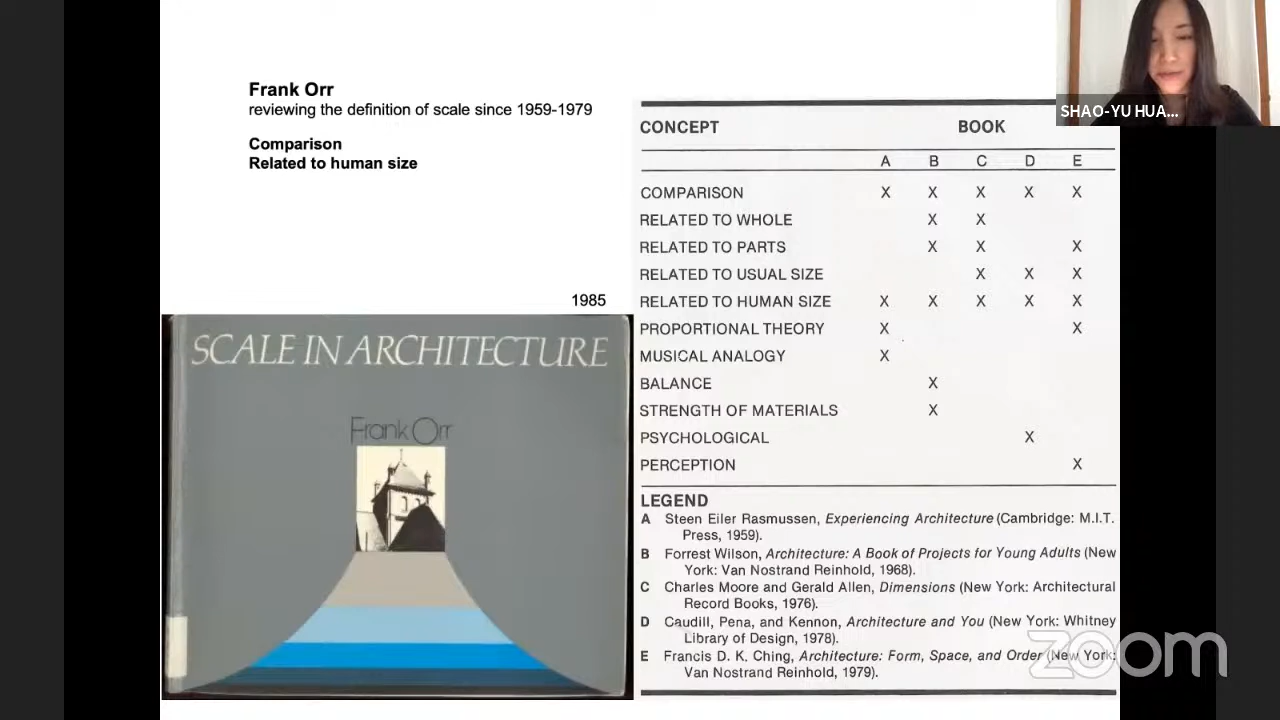 Frank Orr
reviewing the definition of scale since 1959-1979
Comparison
Related to human size
1985
SCALE IN ARCHITECTURE
Frank Orr
SHAO-YU HUA...
CONCEPT BOOK
A B C D E
COMPARISON X X X X X
RELATED TO WHOLE X X
RELATED TO PARTS X X X
RELATED TO USUAL SIZE X X X
RELATED TO HUMAN SIZE X X X X X
PROPORTIONAL THEORY X X
MUSICAL ANALOGY X
BALANCE X
STRENGTH OF MATERIALS X
PSYCHOLOGICAL X
PERCEPTION X
LEGEND
A Steen Eiler Rasmussen, Experiencing Architecture (Cambridge: M.I.T.
Press, 1959).
B Forrest Wilson, Architecture: A Book of Projects for Young Adults (New
York: Van Nostrand Reinhold, 1968).
C Charles Moore and Gerald Allen, Dimensions (New York: Architectural
Record Books, 1976).
D Caudill, Pena, and Kennon, Architecture and You (New York: Whitney
Library of Design, 1978).
E Francis D. K. Ching, Architecture: Form, Space, and Order (New York:
Van Nostrand Reinhold, 1979).
zoom